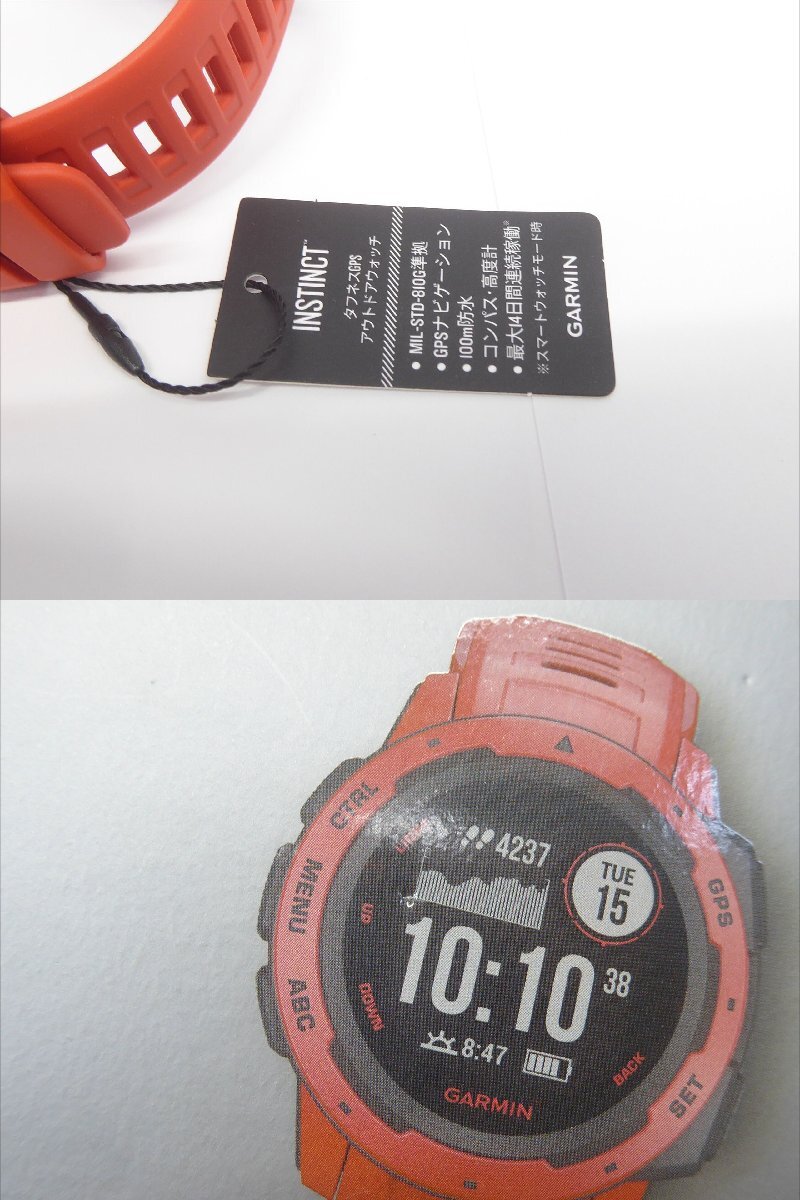 INSTINCT™
タフネスGPS
アウトドアウォッチ
• MIL-STD-810G準拠
• GPSナビゲーション
• 100m防水
• コンパス・高度計
• 最大14日間連続稼働※
※スマートウォッチモード時
GARMIN
CTRL
MENU
ABC
GPS
SET
UP
DOWN
BACK
4237
TUE
15
10:10 38
8:47
GARMIN